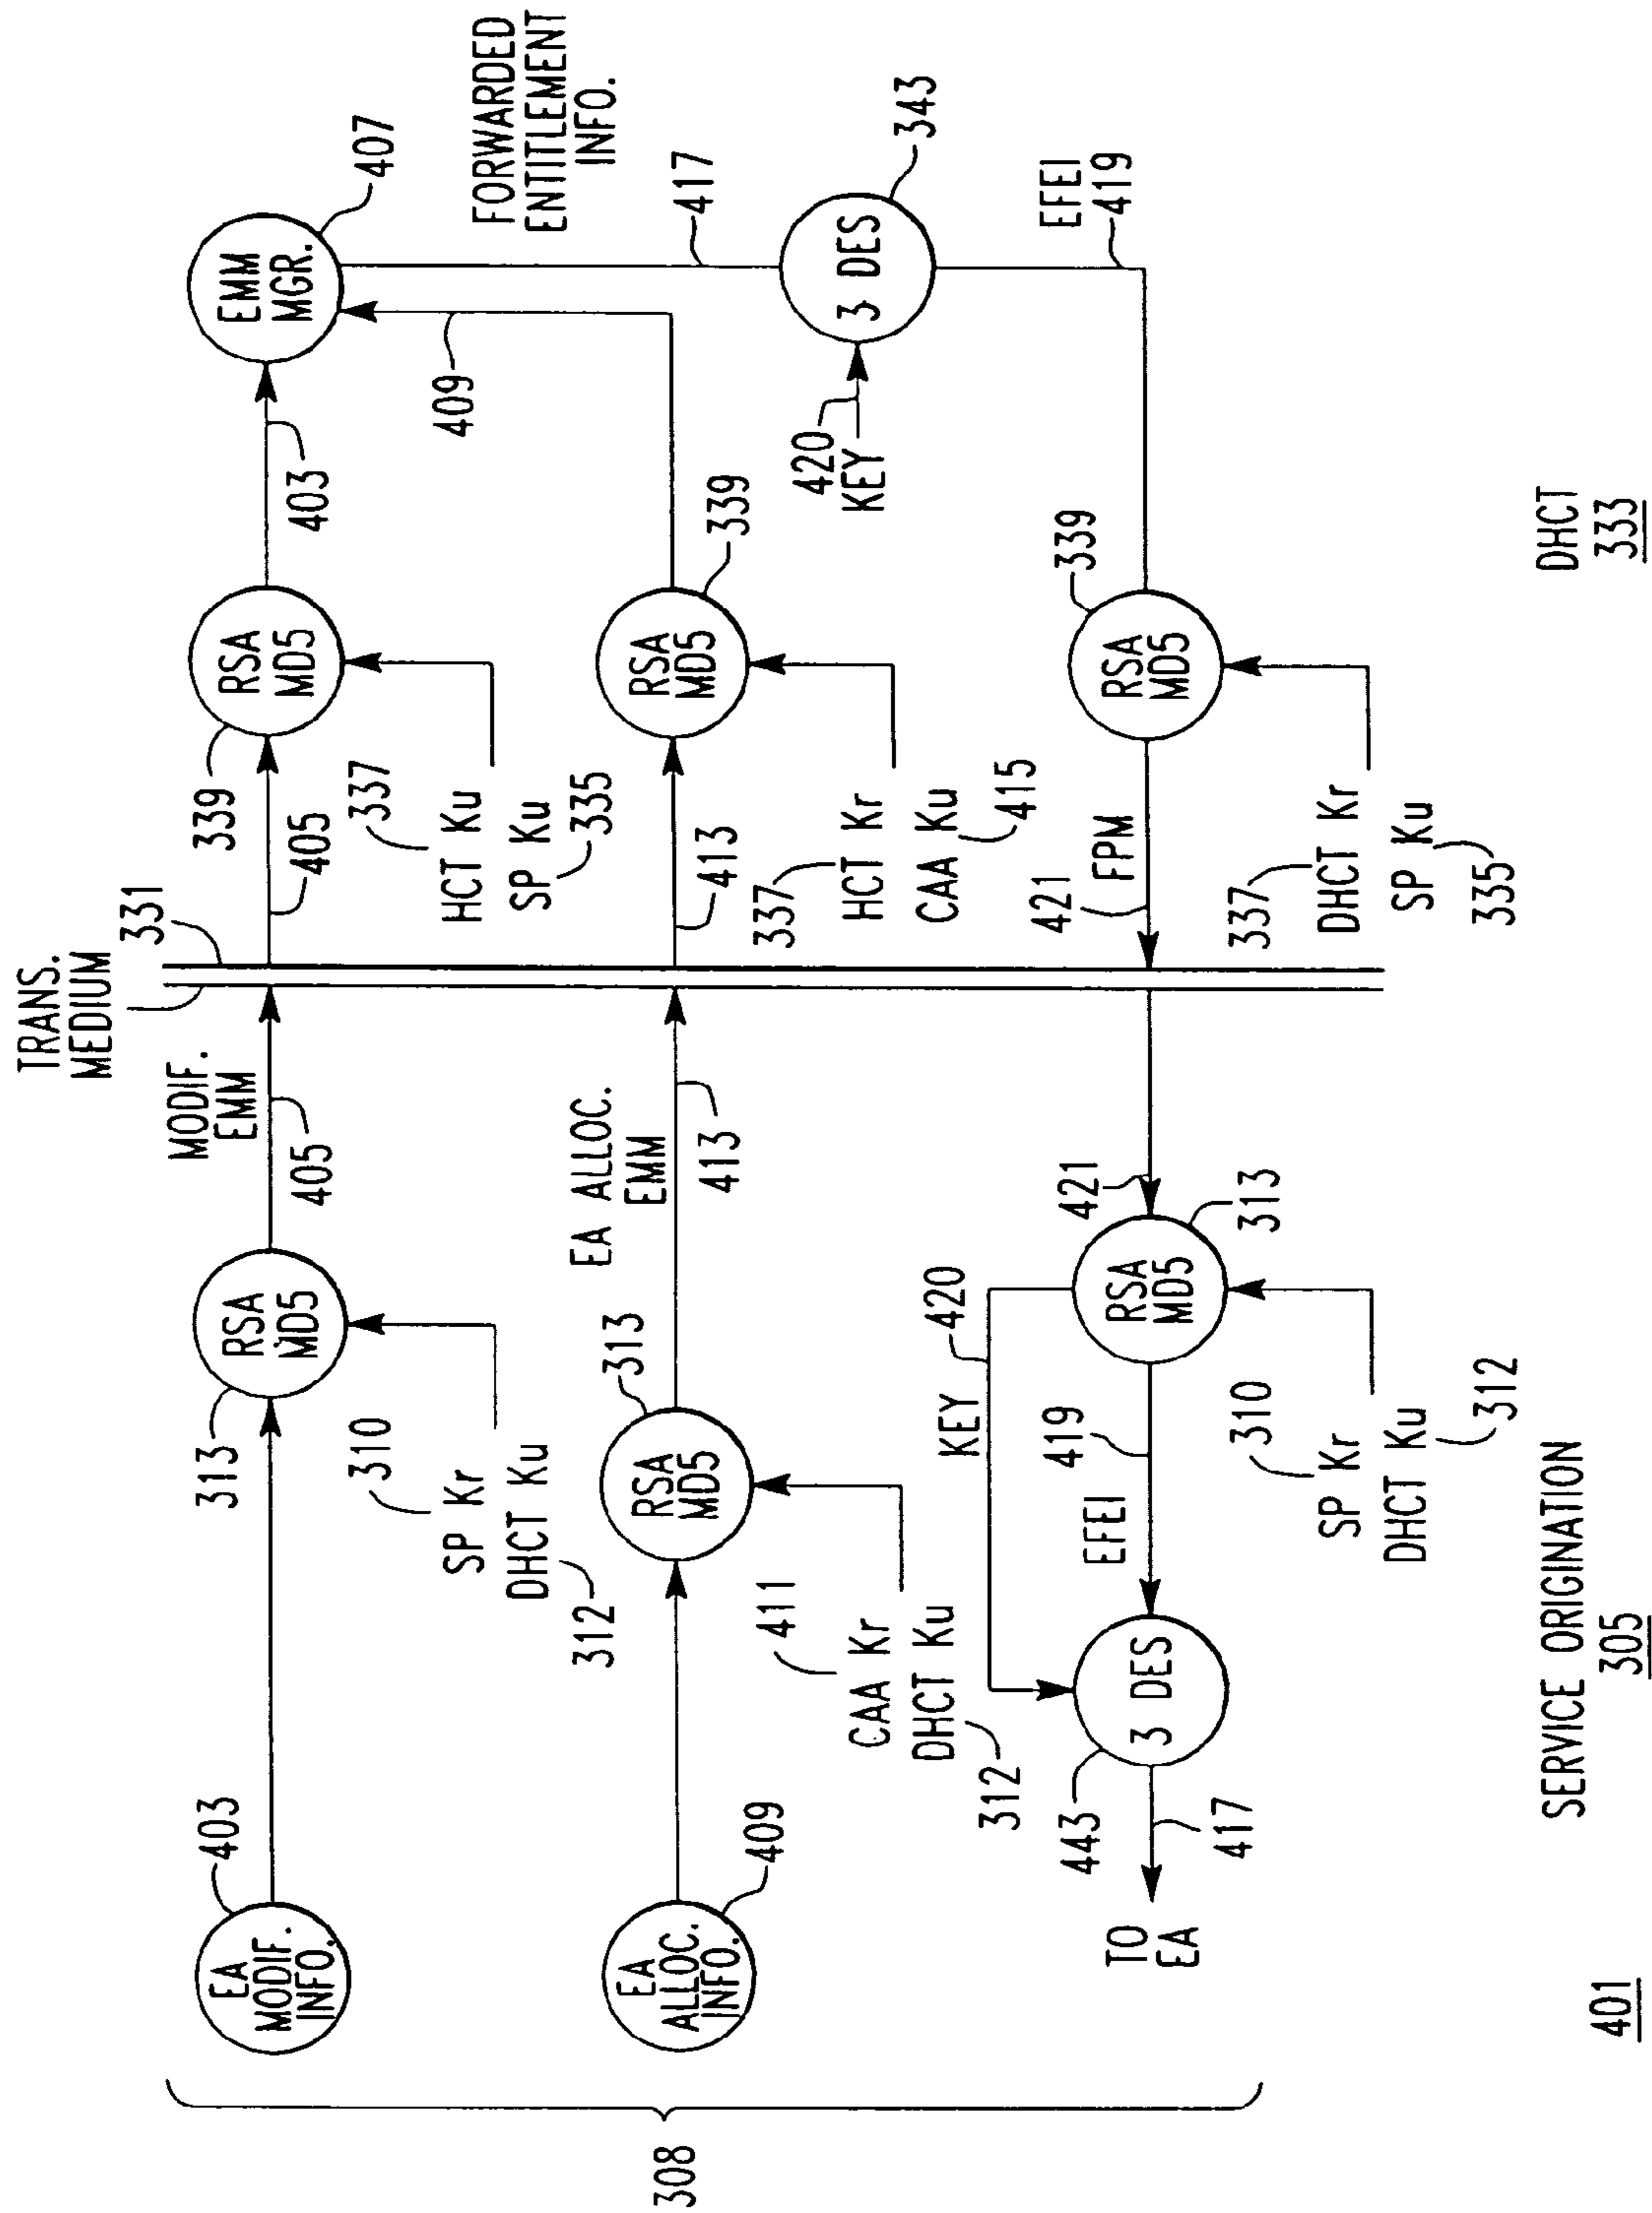 TRANS.
MEDIUM
331
403
EA
MODIF.
INFO.
313
RSA
MD5
MODIF.
EMM
405
405
339
RSA
MD5
403
EMM
MGR.
407
310
SP Kr
DHCT Ku
312
337
HCT Ku
SP Ku
335
409
FORWARDED
ENTITLEMENT
INFO.
417
EA
ALLOC.
INFO.
409
313
RSA
MD5
EA ALLOC.
EMM
413
413
RSA
MD5
339
411
CAA Kr
DHCT Ku
312
337
HCT Kr
CAA Ku
415
420
KEY
3 DES
343
KEY
420
TO
EA
417
443
3 DES
EFEI
419
RSA
MD5
313
421
421
FPM
RSA
MD5
339
EFEI
419
310
SP Kr
DHCT Ku
312
337
DHCT Kr
SP Ku
335
308
401
SERVICE ORIGINATION
305
DHCT
333